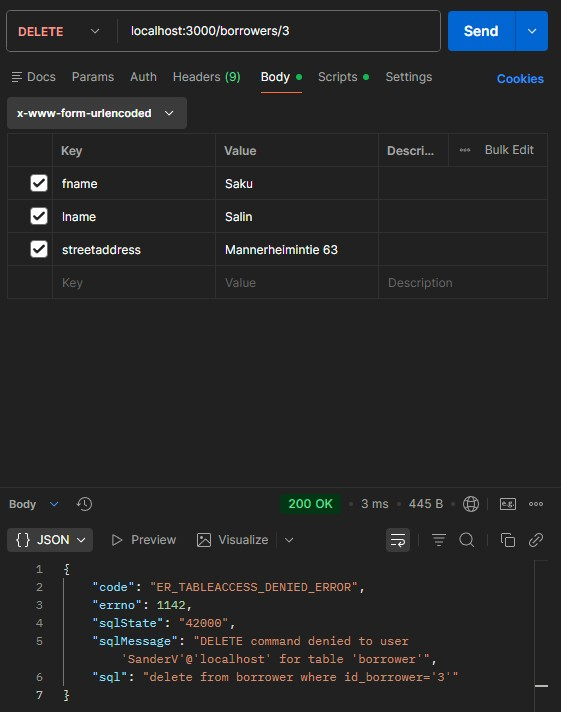 DELETE localhost:3000/borrowers/3 Send
Docs Params Auth Headers (9) Body Scripts Settings Cookies
x-www-form-urlencoded
Key Value Descri... Bulk Edit
fname Saku
lname Salin
streetaddress Mannerheimintie 63
Key Value Description
Body 200 OK 3 ms 445 B e.g.
{} JSON Preview Visualize
1 {
2 "code": "ER_TABLEACCESS_DENIED_ERROR",
3 "errno": 1142,
4 "sqlState": "42000",
5 "sqlMessage": "DELETE command denied to user
'SanderV'@'localhost' for table 'borrower'",
6 "sql": "delete from borrower where id_borrower='3'"
7 }